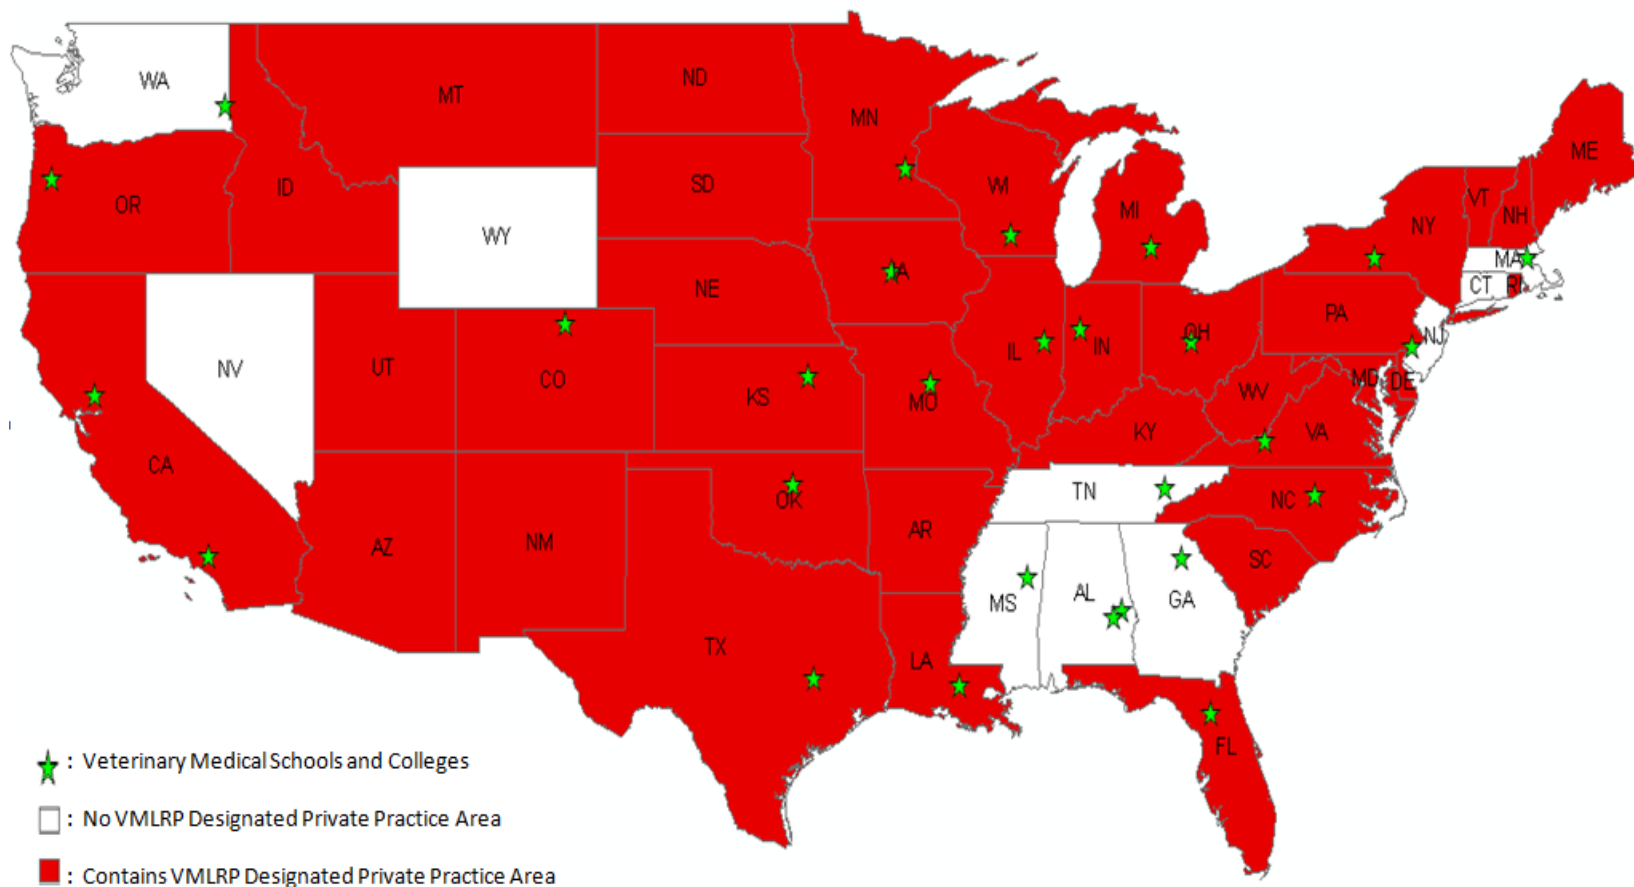 WA
MT
ND
MN
ME
OR
ID
SD
WI
MI
VT
NH
NY
WY
MA
CT
RI
IA
NE
PA
NJ
NV
UT
CO
KS
MO
IL
IN
OH
MD
DE
WV
VA
KY
CA
AZ
NM
OK
AR
TN
NC
SC
MS
AL
GA
TX
LA
FL
: Veterinary Medical Schools and Colleges
: No VMLRP Designated Private Practice Area
: Contains VMLRP Designated Private Practice Area